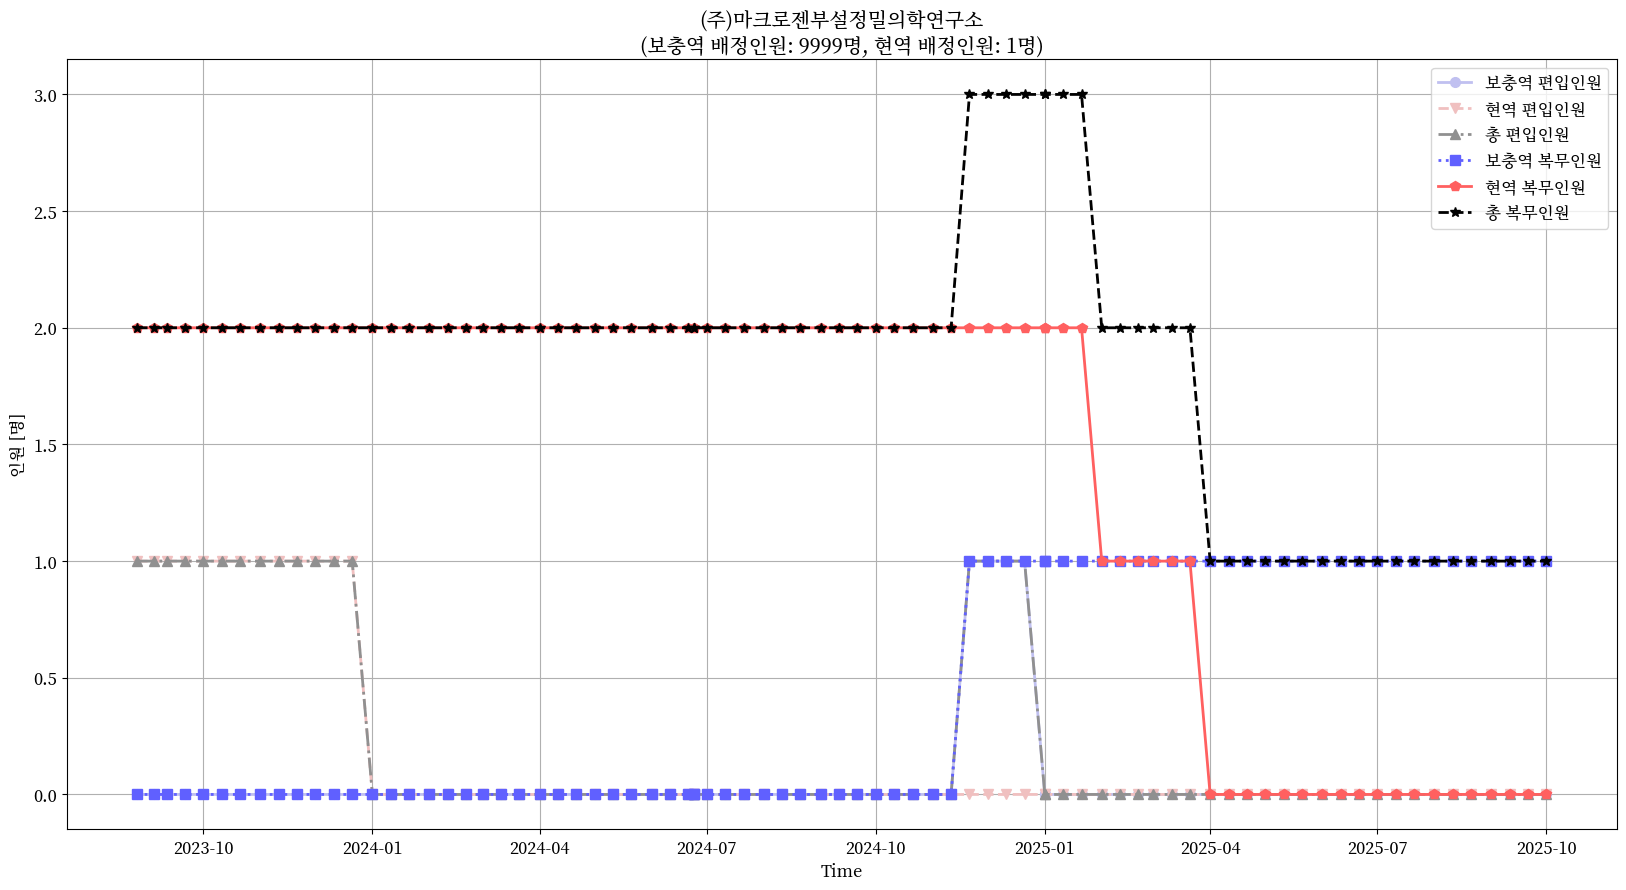 (주)마크로젠부설정밀의학연구소
(보충역 배정인원: 9999명, 현역 배정인원: 1명)
보충역 편입인원
현역 편입인원
총 편입인원
보충역 복무인원
현역 복무인원
총 복무인원
인원 [명]
3.0
2.5
2.0
1.5
1.0
0.5
0.0
2023-10
2024-01
2024-04
2024-07
2024-10
2025-01
2025-04
2025-07
2025-10
Time